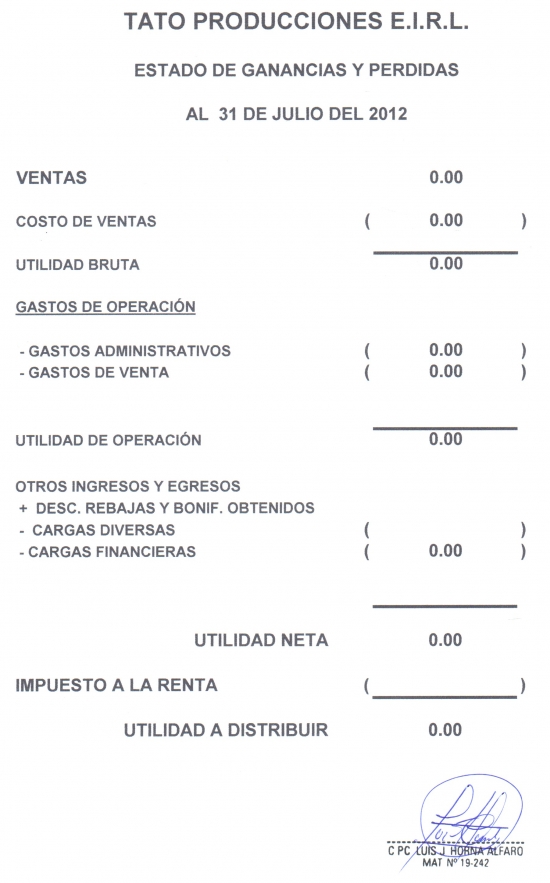 TATO PRODUCCIONES E.I.R.L.
ESTADO DE GANANCIAS Y PERDIDAS
AL 31 DE JULIO DEL 2012
VENTAS 0.00
COSTO DE VENTAS ( 0.00 )
UTILIDAD BRUTA 0.00
GASTOS DE OPERACIÓN
- GASTOS ADMINISTRATIVOS ( 0.00 )
- GASTOS DE VENTA ( 0.00 )
UTILIDAD DE OPERACIÓN 0.00
OTROS INGRESOS Y EGRESOS
+ DESC. REBAJAS Y BONIF. OBTENIDOS
- CARGAS DIVERSAS ( )
- CARGAS FINANCIERAS ( 0.00 )
UTILIDAD NETA 0.00
IMPUESTO A LA RENTA ( )
UTILIDAD A DISTRIBUIR 0.00
C PC. LUIS J. HORNA ALFARO
MAT Nº 19-242